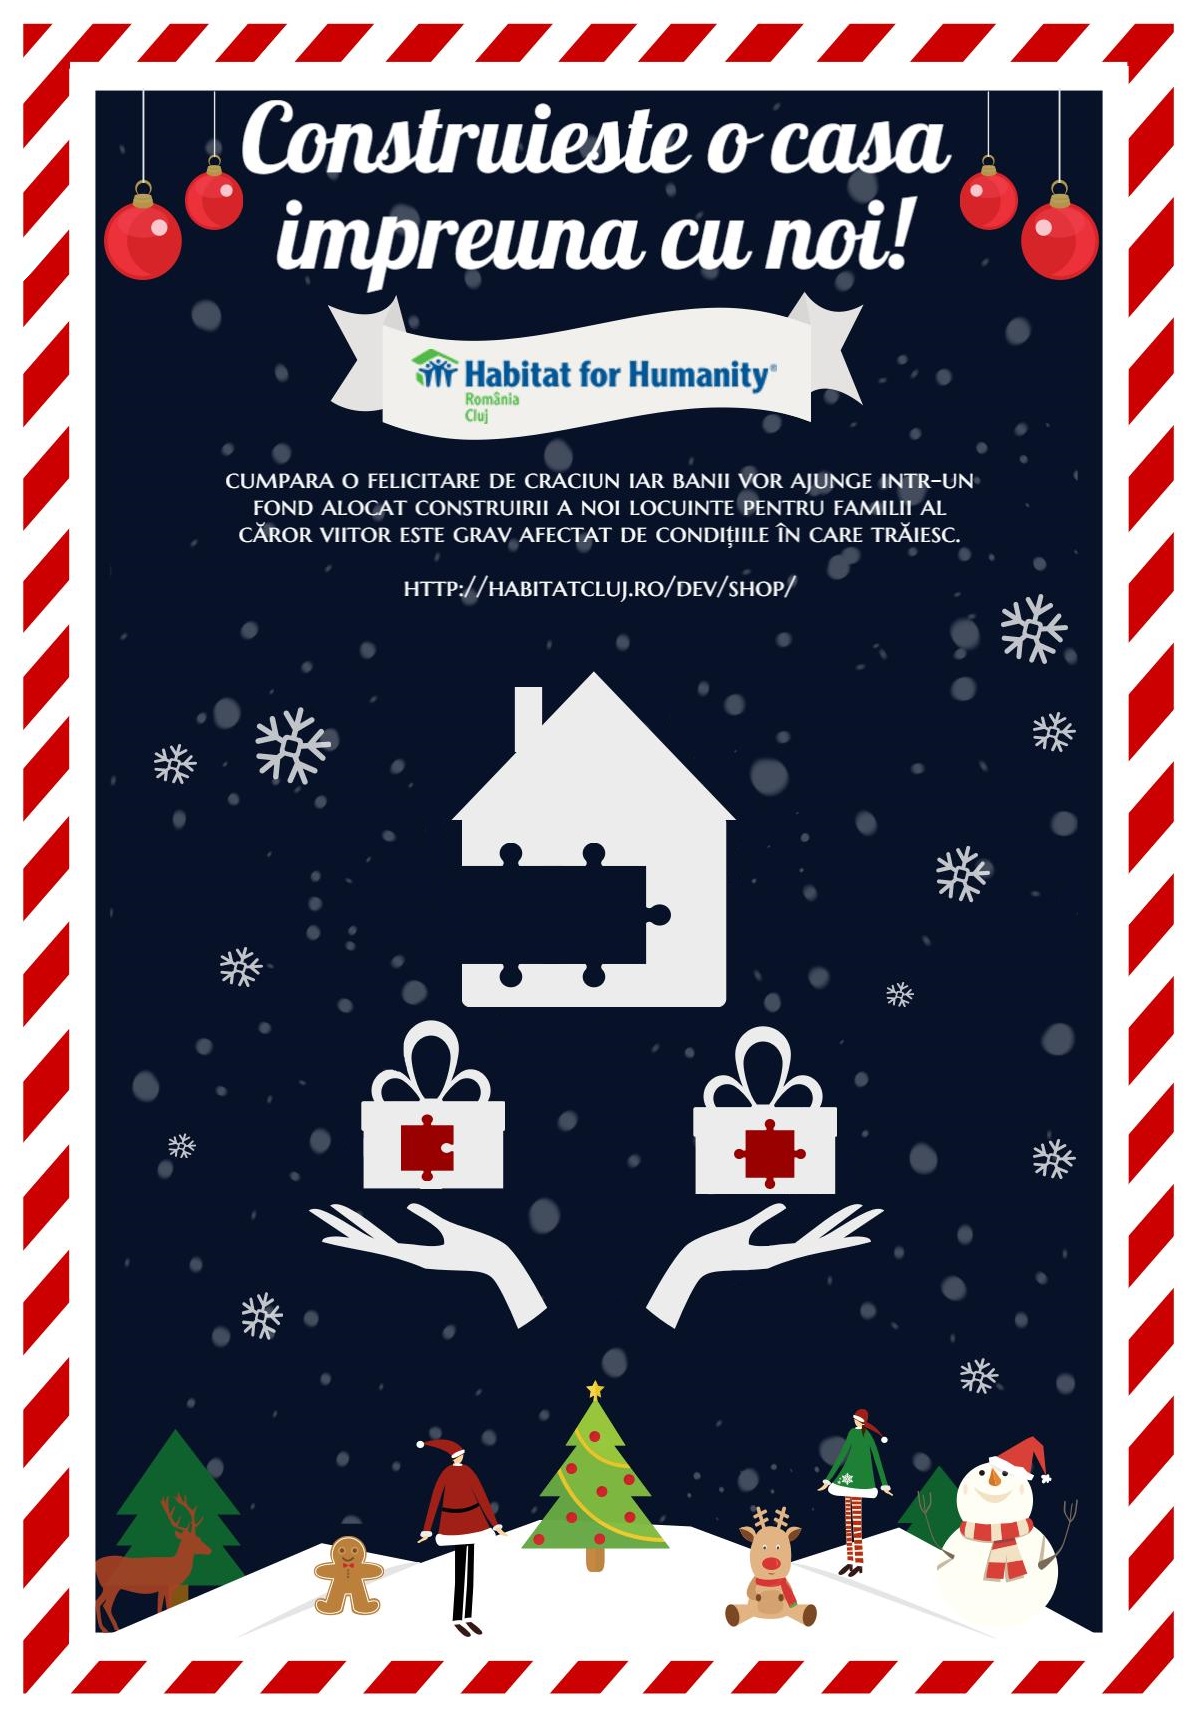 Construieste o casa
impreuna cu noi!
Habitat for Humanity®
România
Cluj
CUMPARA O FELICITARE DE CRACIUN IAR BANII VOR AJUNGE INTR-UN
FOND ALOCAT CONSTRUIRII A NOI LOCUINTE PENTRU FAMILII AL
CĂROR VIITOR ESTE GRAV AFECTAT DE CONDIȚIILE ÎN CARE TRĂIESC.
HTTP://HABITATCLUJ.RO/DEV/SHOP/